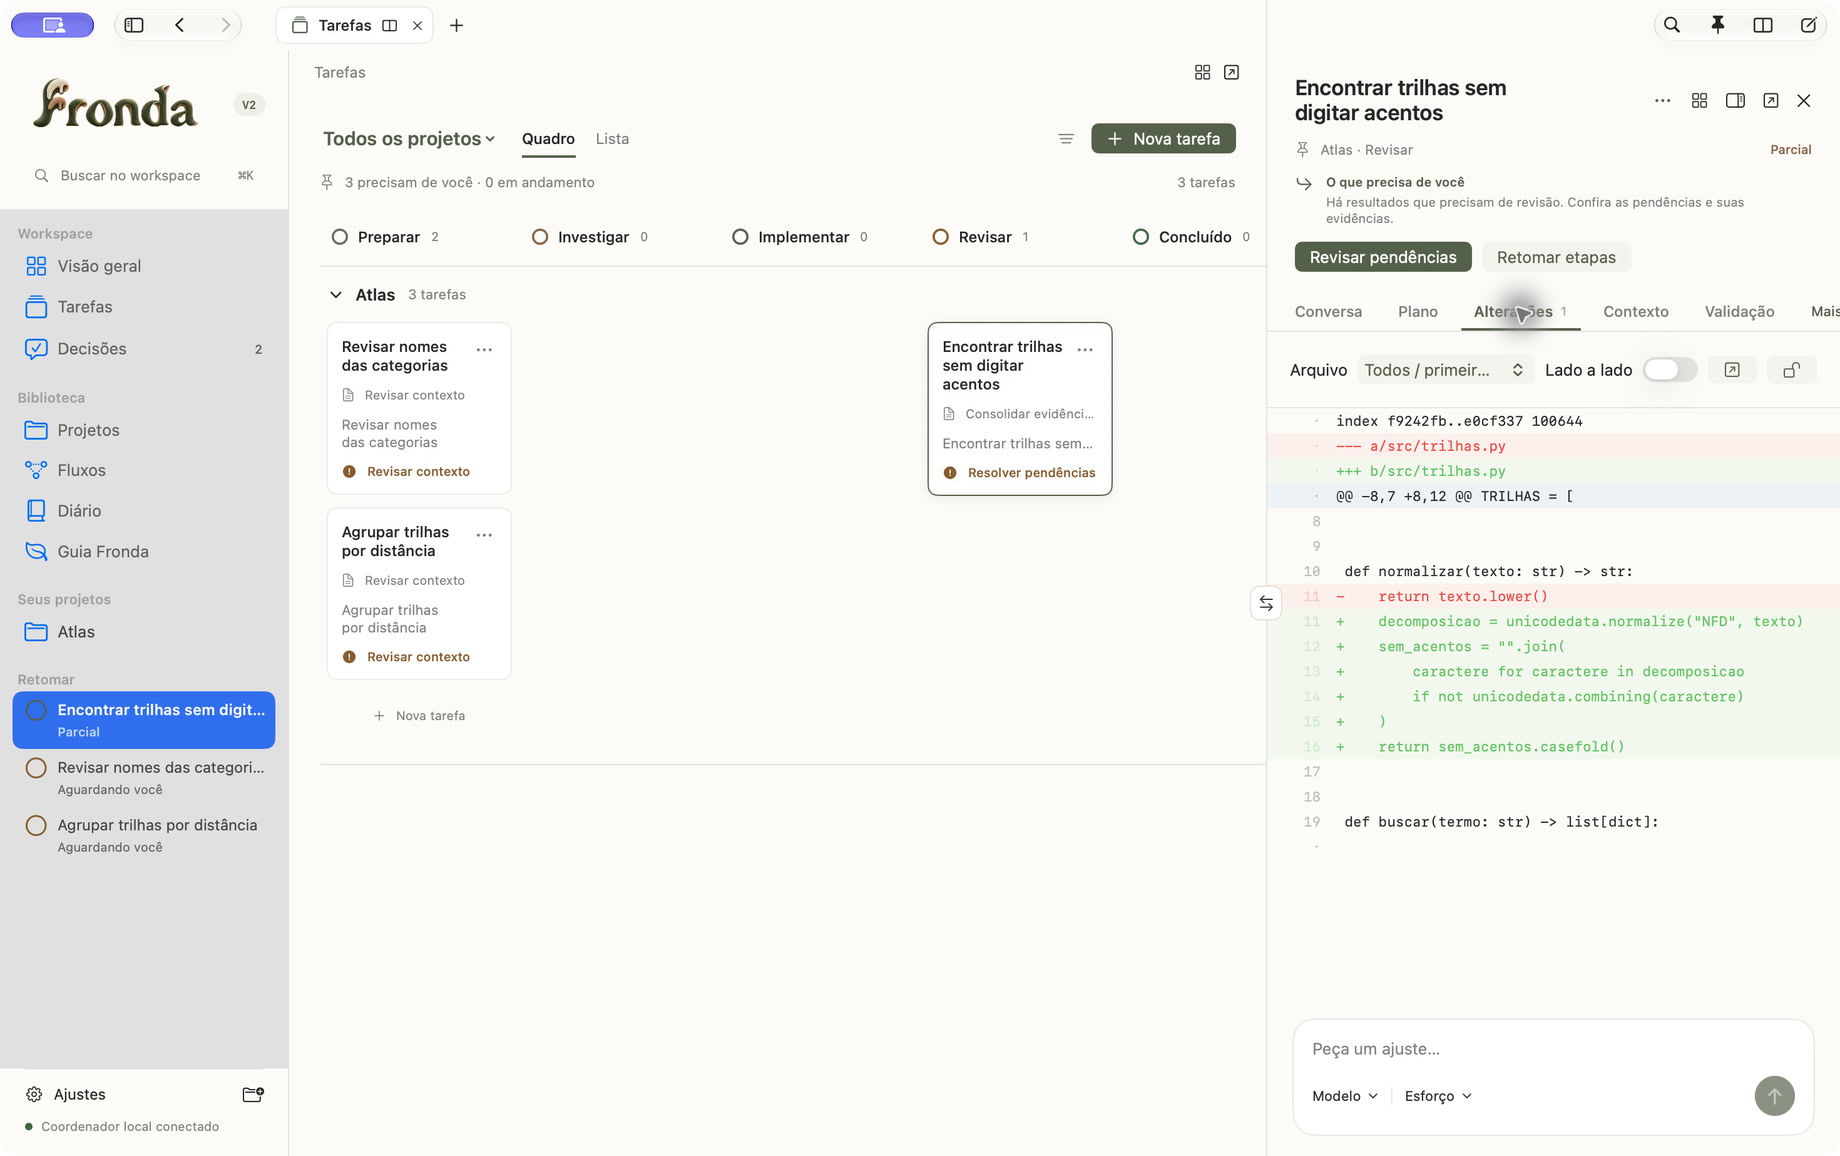 Tarefas
Fronda
V2
Buscar no workspace
⌘K
Workspace
Visão geral
Tarefas
Decisões
2
Biblioteca
Projetos
Fluxos
Diário
Guia Fronda
Seus projetos
Atlas
Retomar
Encontrar trilhas sem digit...
Parcial
Revisar nomes das categori...
Aguardando você
Agrupar trilhas por distância
Aguardando você
Ajustes
Coordenador local conectado
Tarefas
Todos os projetos
Quadro
Lista
+ Nova tarefa
3 precisam de você · 0 em andamento
3 tarefas
Preparar 2
Investigar 0
Implementar 0
Revisar 1
Concluído 0
Atlas 3 tarefas
Revisar nomes
das categorias
Revisar contexto
Revisar nomes
das categorias
Revisar contexto
Agrupar trilhas
por distância
Revisar contexto
Agrupar trilhas
por distância
Revisar contexto
+ Nova tarefa
Encontrar trilhas
sem digitar
acentos
Consolidar evidênci...
Encontrar trilhas sem...
Resolver pendências
Encontrar trilhas sem
digitar acentos
Atlas · Revisar
Parcial
O que precisa de você
Há resultados que precisam de revisão. Confira as pendências e suas
evidências.
Revisar pendências
Retomar etapas
Conversa
Plano
Alterações 1
Contexto
Validação
Mais
Arquivo
Todos / primeir...
Lado a lado
· index f9242fb..e0cf337 100644
· --- a/src/trilhas.py
· +++ b/src/trilhas.py
· @@ -8,7 +8,12 @@ TRILHAS = [
8
9
10 def normalizar(texto: str) -> str:
11 - return texto.lower()
11 + decomposicao = unicodedata.normalize("NFD", texto)
12 + sem_acentos = "".join(
13 + caractere for caractere in decomposicao
14 + if not unicodedata.combining(caractere)
15 + )
16 + return sem_acentos.casefold()
17
18
19 def buscar(termo: str) -> list[dict]:
·
Peça um ajuste...
Modelo
Esforço